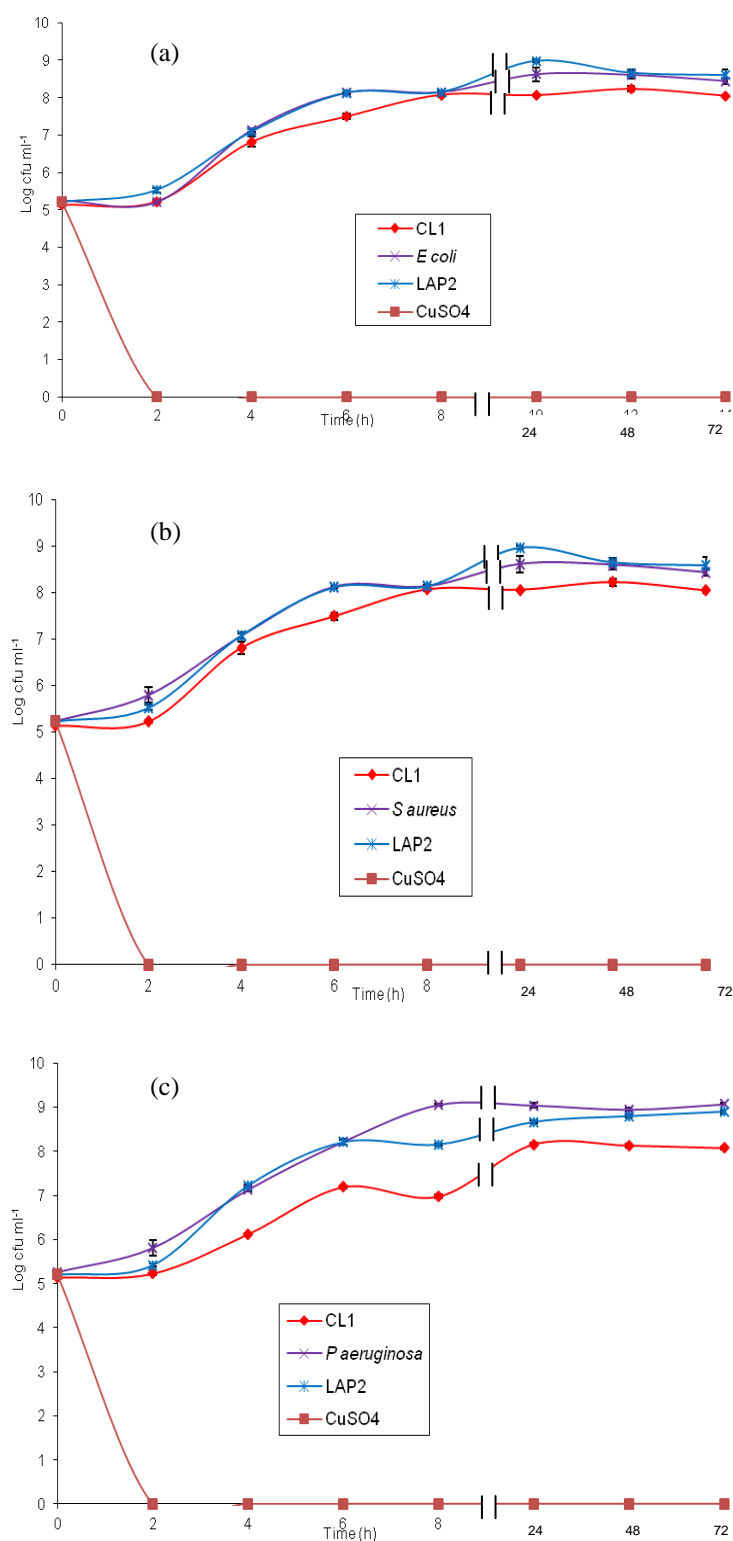 (a)
10
9
8
7
6
5
4
3
2
1
0
Log cfu ml⁻¹
CL1
E coli
LAP2
CuSO4
0 2 4 6 8 10 12
Time (h)
24 48 72
(b)
10
9
8
7
6
5
4
3
2
1
0
Log cfu ml⁻¹
CL1
S aureus
LAP2
CuSO4
0 2 4 6 8 24 48 72
Time (h)
(c)
10
9
8
7
6
5
4
3
2
1
0
Log cfu ml⁻¹
CL1
P aeruginosa
LAP2
CuSO4
0 2 4 6 8 24 48 72